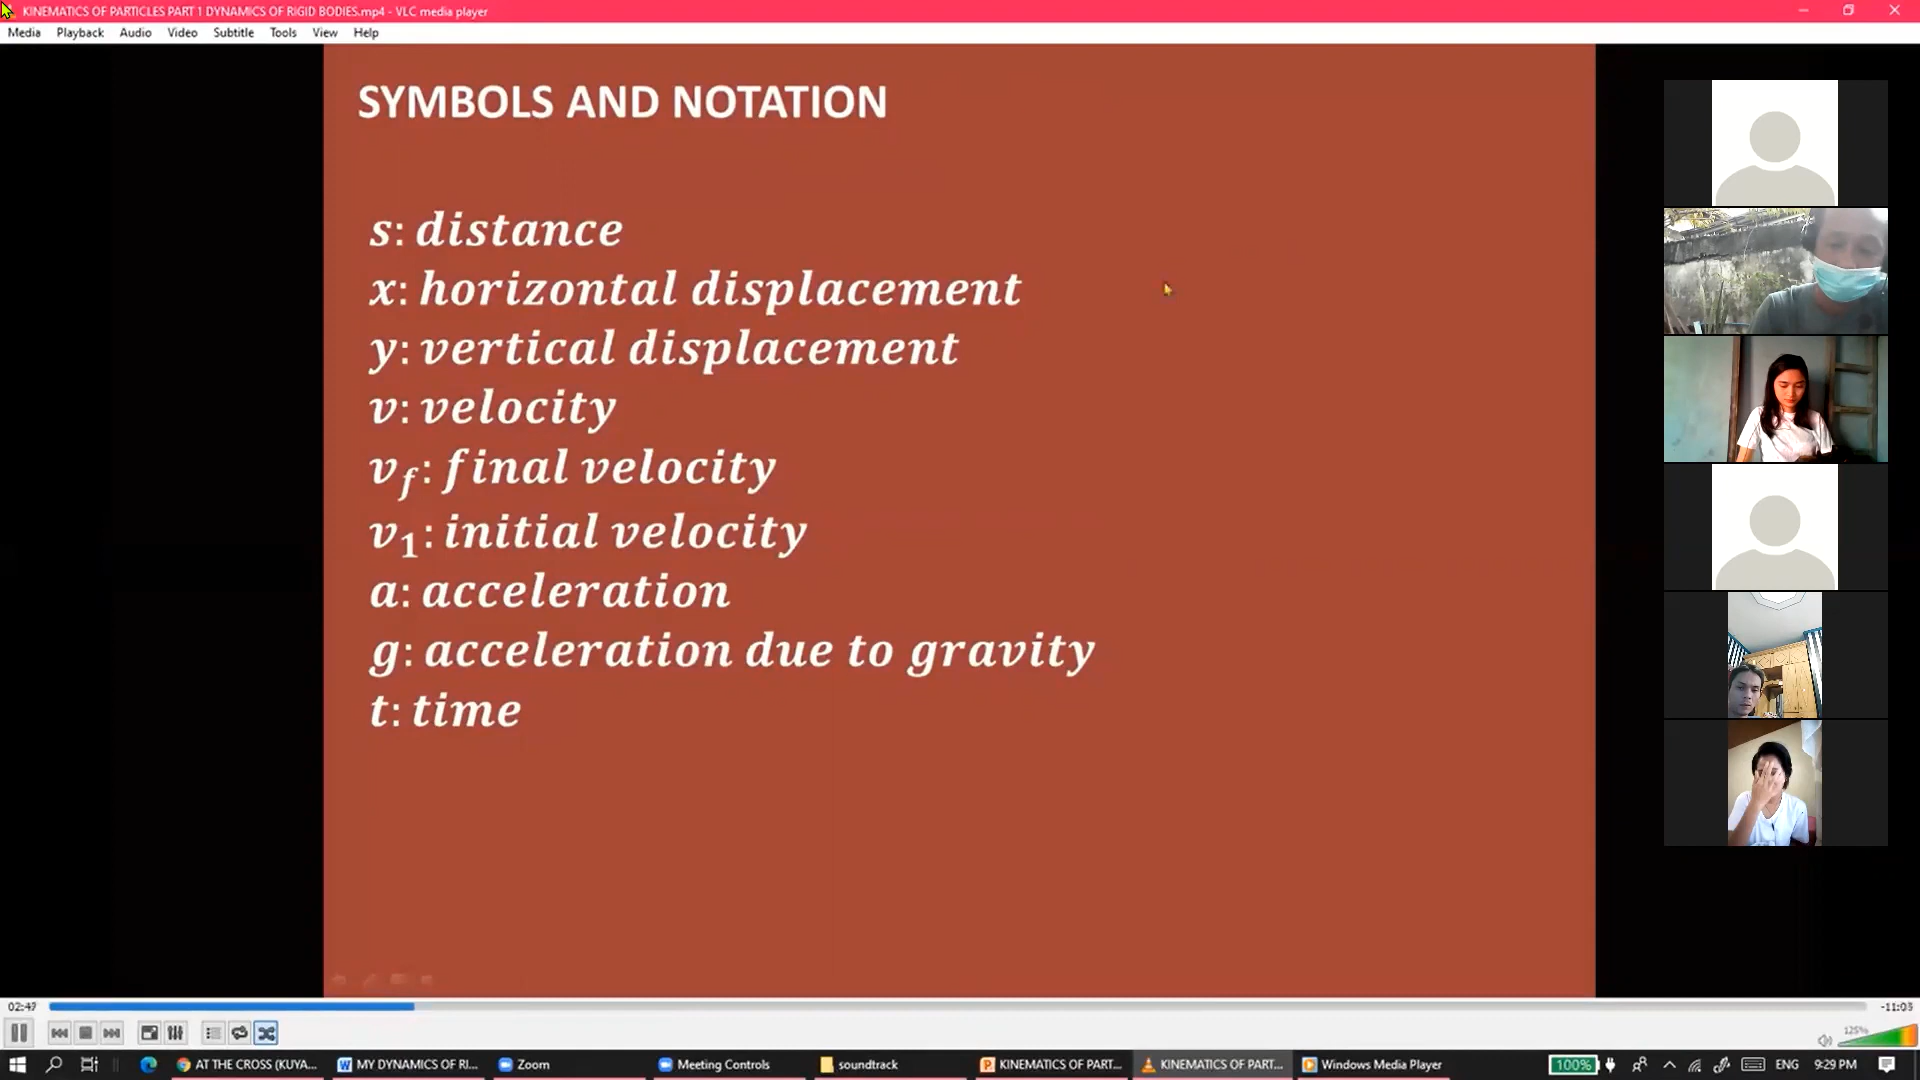 KINEMATICS OF PARTICLES PART 1 DYNAMICS OF RIGID BODIES.mp4 - VLC media player
Media Playback Audio Video Subtitle Tools View Help
SYMBOLS AND NOTATION
s: distance
x: horizontal displacement
y: vertical displacement
v: velocity
v_f: final velocity
v_1: initial velocity
a: acceleration
g: acceleration due to gravity
t: time
02:47
-11:03
125%
AT THE CROSS (KUYA...
MY DYNAMICS OF RI...
Zoom
Meeting Controls
soundtrack
KINEMATICS OF PART...
KINEMATICS OF PART...
Windows Media Player
100%
ENG
9:29 PM